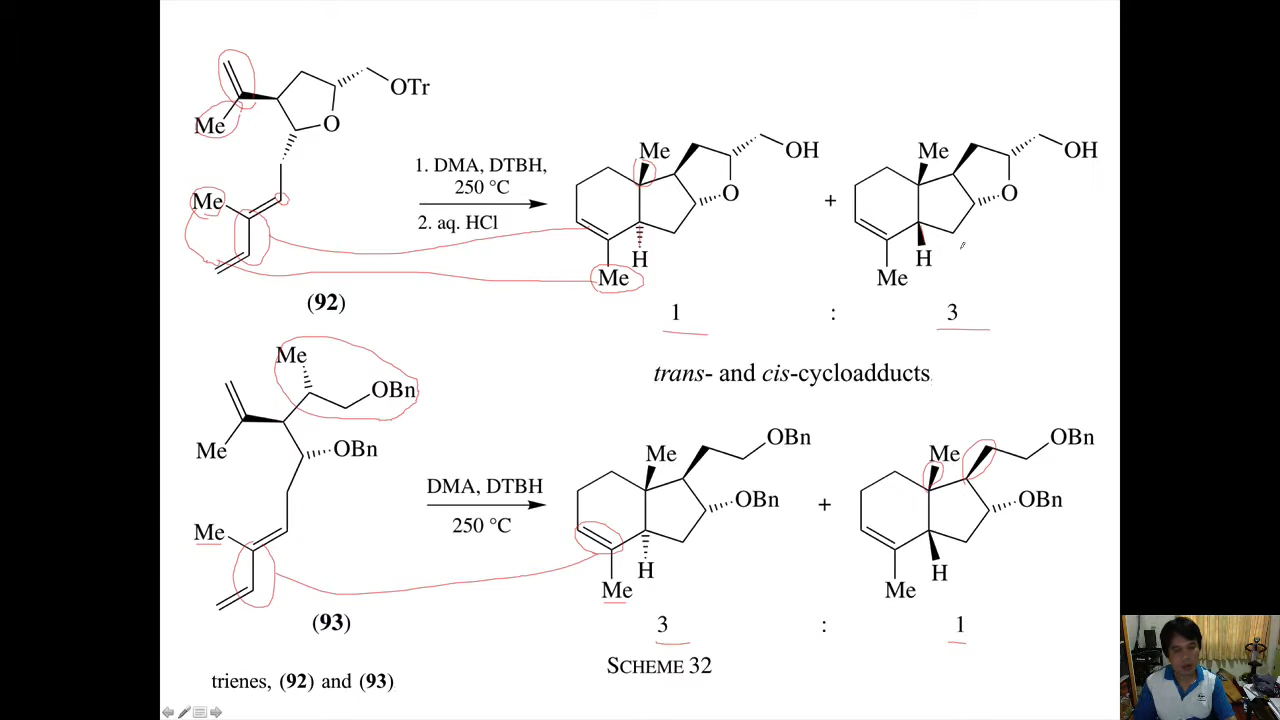 OTr
Me
O
Me
1. DMA, DTBH,
250 °C
2. aq. HCl
Me
OH
O
H
Me
+
Me
OH
O
H
Me
(92)
1 : 3
trans- and cis-cycloadducts
Me
OBn
Me
OBn
Me
DMA, DTBH
250 °C
Me
OBn
OBn
H
Me
+
Me
OBn
OBn
H
Me
(93)
3 : 1
SCHEME 32
trienes, (92) and (93)